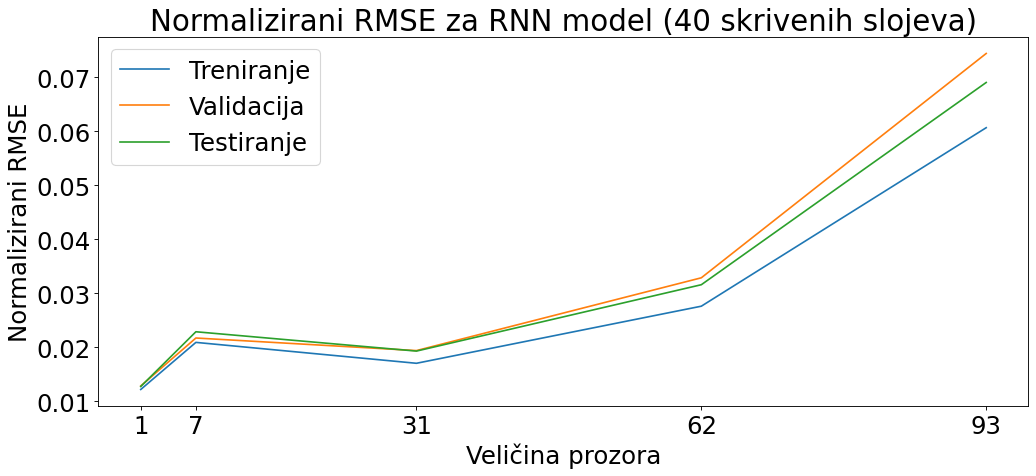 Normalizirani RMSE za RNN model (40 skrivenih slojeva)
Treniranje
Validacija
Testiranje
Normalizirani RMSE
0.07
0.06
0.05
0.04
0.03
0.02
0.01
1 7 31 62 93
Veličina prozora